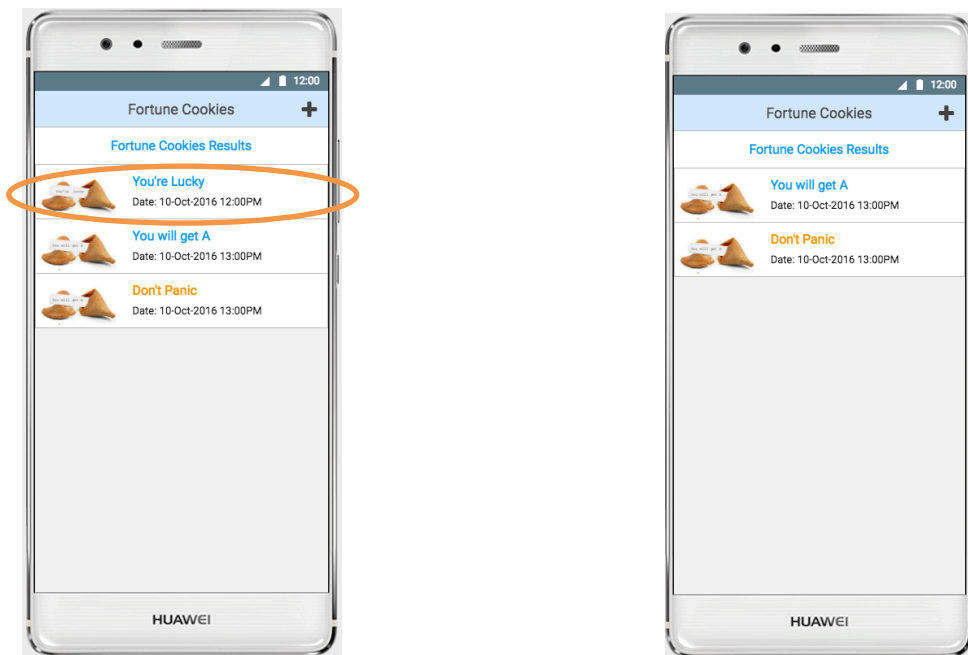 12:00
Fortune Cookies
Fortune Cookies Results
You're Lucky
Date: 10-Oct-2016 12:00PM
You will get A
Date: 10-Oct-2016 13:00PM
Don't Panic
Date: 10-Oct-2016 13:00PM
HUAWEI
12:00
Fortune Cookies
Fortune Cookies Results
You will get A
Date: 10-Oct-2016 13:00PM
Don't Panic
Date: 10-Oct-2016 13:00PM
HUAWEI